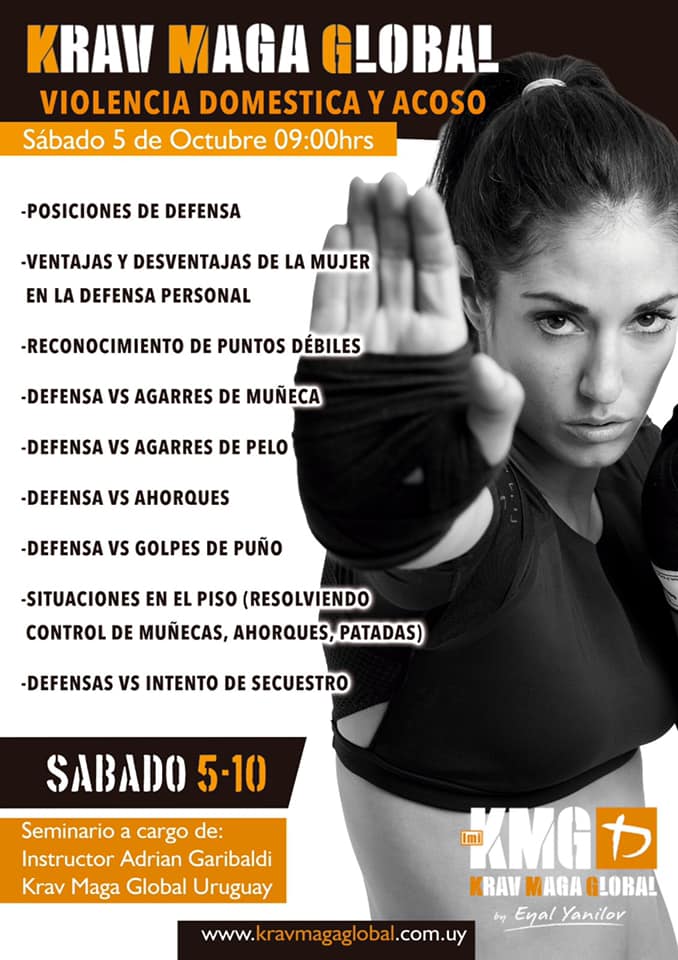 KRAV MAGA GLOBAL
VIOLENCIA DOMESTICA Y ACOSO
Sábado 5 de Octubre 09:00hrs
-POSICIONES DE DEFENSA
-VENTAJAS Y DESVENTAJAS DE LA MUJER
EN LA DEFENSA PERSONAL
-RECONOCIMIENTO DE PUNTOS DÉBILES
-DEFENSA VS AGARRES DE MUÑECA
-DEFENSA VS AGARRES DE PELO
-DEFENSA VS AHORQUES
-DEFENSA VS GOLPES DE PUÑO
-SITUACIONES EN EL PISO (RESOLVIENDO
CONTROL DE MUÑECAS, AHORQUES, PATADAS)
-DEFENSAS VS INTENTO DE SECUESTRO
SABADO 5-10
Seminario a cargo de:
Instructor Adrian Garibaldi
Krav Maga Global Uruguay
Imi KMG
KRAV MAGA GLOBAL
by Eyal Yanilov
www.kravmagaglobal.com.uy